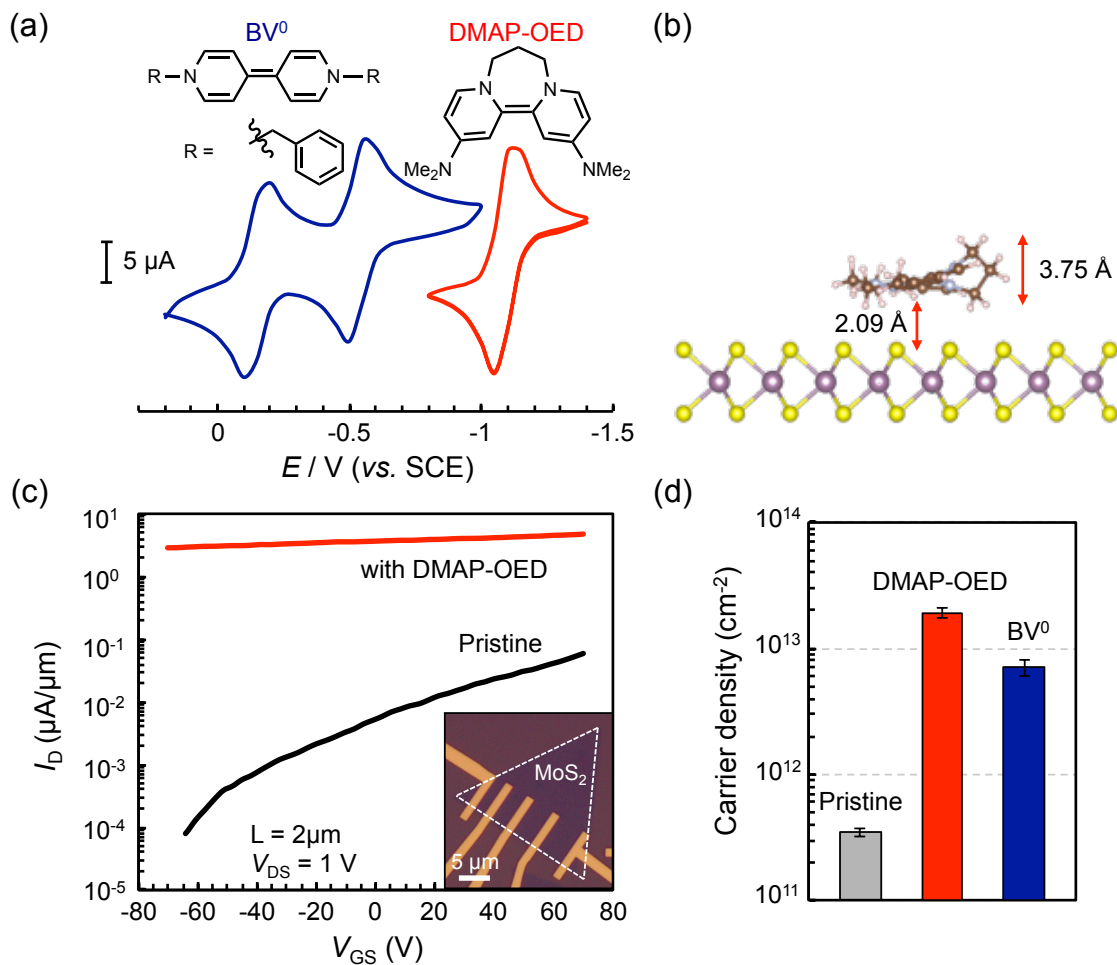 (a)
BV⁰
DMAP-OED
R
N
N
R
R =
N
N
Me₂N
NMe₂
5 µA
0
-0.5
-1
-1.5
E / V (vs. SCE)
(b)
3.75 Å
2.09 Å
(c)
10¹
10⁰
10⁻¹
10⁻²
10⁻³
10⁻⁴
10⁻⁵
I_D (µA/µm)
with DMAP-OED
Pristine
L = 2µm
V_DS = 1 V
MoS₂
5 µm
-80 -60 -40 -20 0 20 40 60 80
V_GS (V)
(d)
10¹⁴
10¹³
10¹²
10¹¹
Carrier density (cm⁻²)
DMAP-OED
BV⁰
Pristine